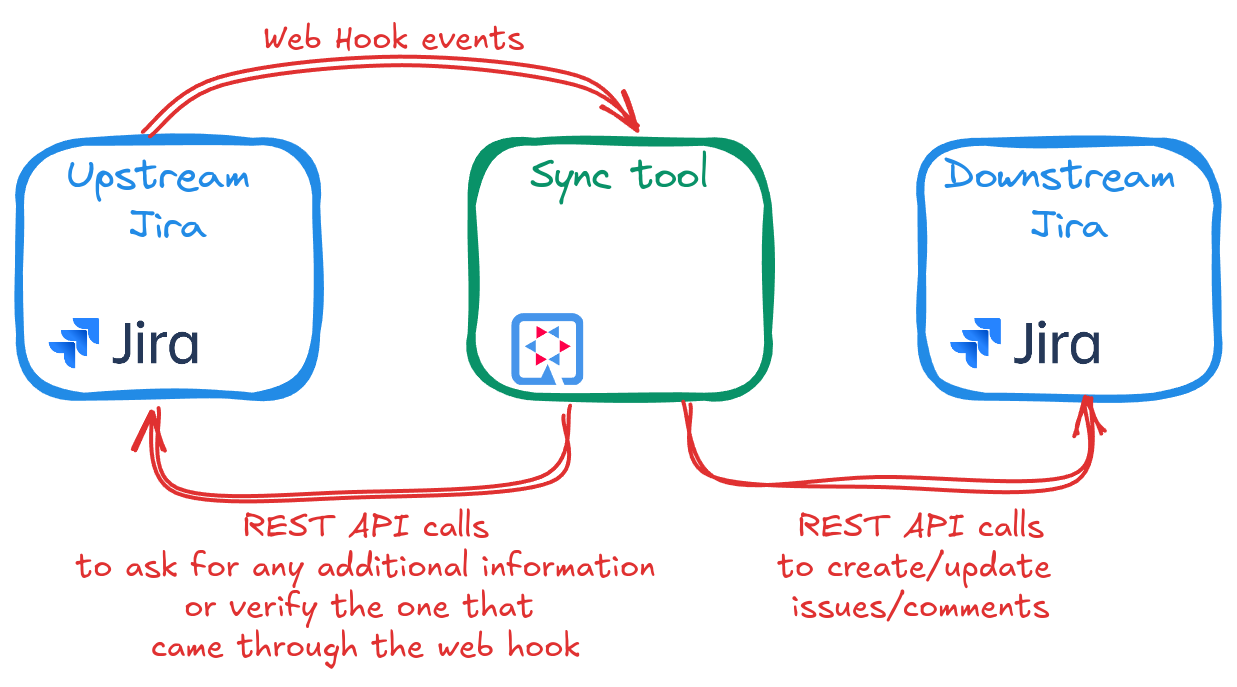 Web Hook events
Upstream
Jira
Jira
Sync tool
Downstream
Jira
Jira
REST API calls
to ask for any additional information
or verify the one that
came through the web hook
REST API calls
to create/update
issues/comments